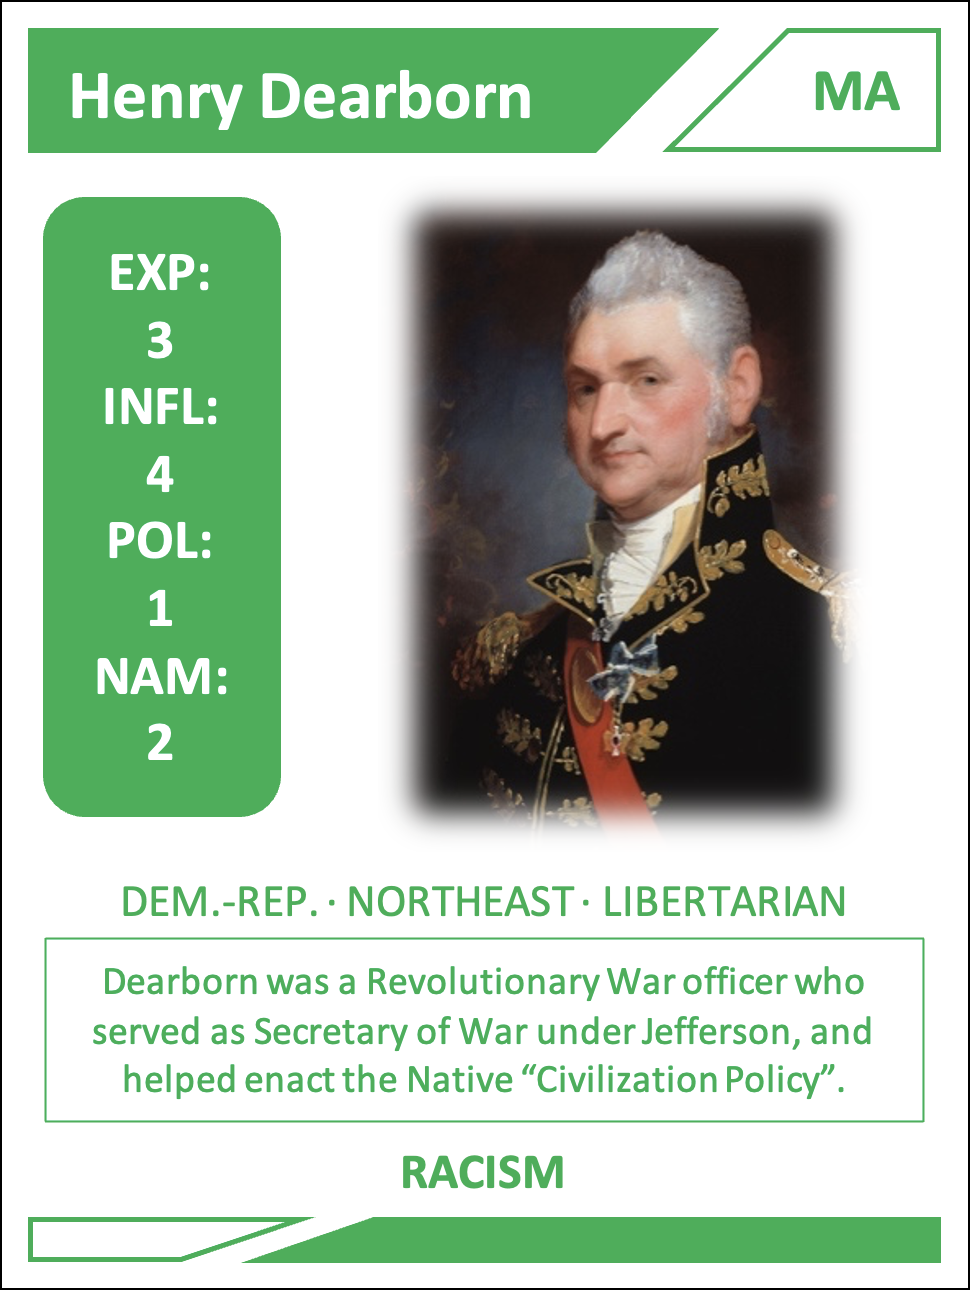 Henry Dearborn
MA
EXP:
3
INFL:
4
POL:
1
NAM:
2
DEM.-REP. · NORTHEAST · LIBERTARIAN
Dearborn was a Revolutionary War officer who
served as Secretary of War under Jefferson, and
helped enact the Native “Civilization Policy”.
RACISM